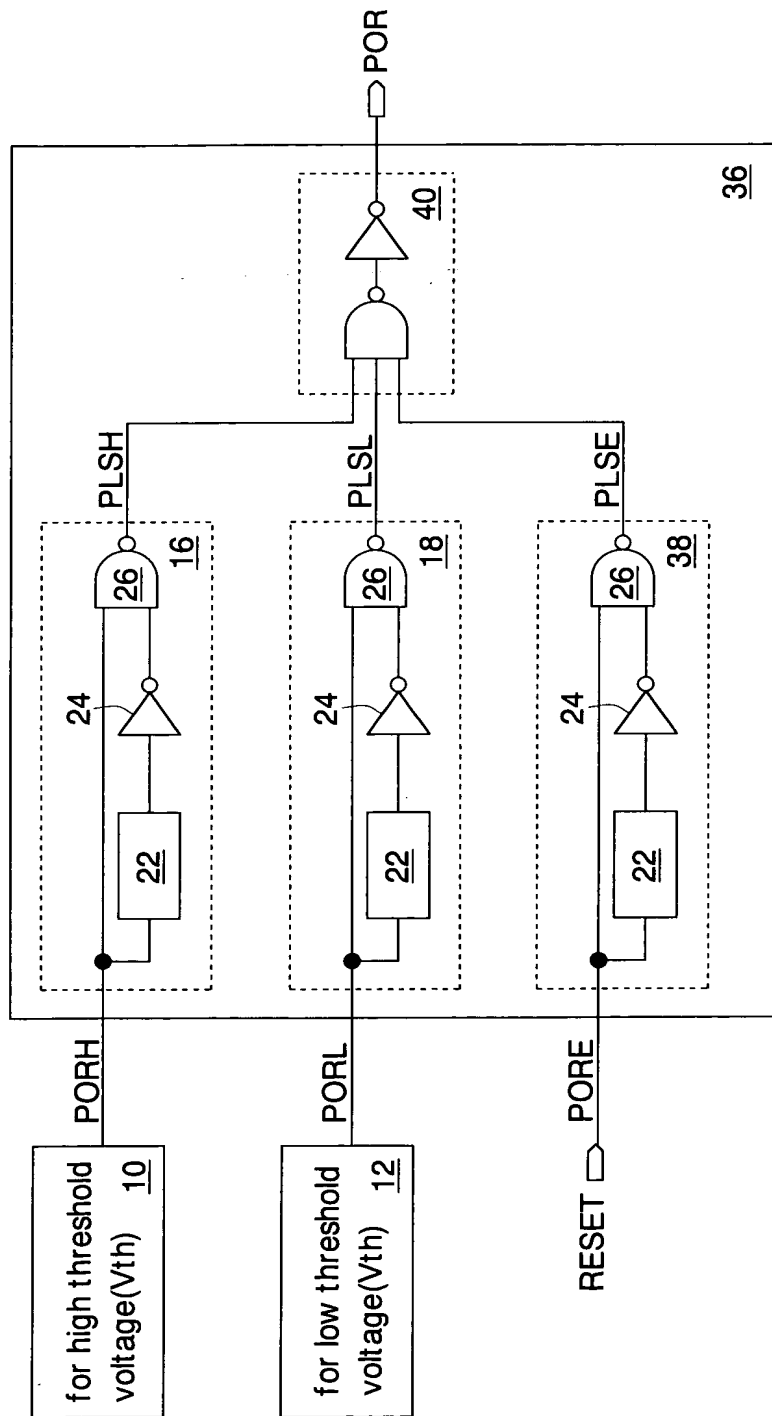 for high threshold
voltage(Vth)
10
PORH
24
22
26
16
PLSH
for low threshold
voltage(Vth)
12
PORL
24
22
26
18
PLSL
40
POR
RESET
PORE
24
22
26
38
PLSE
36